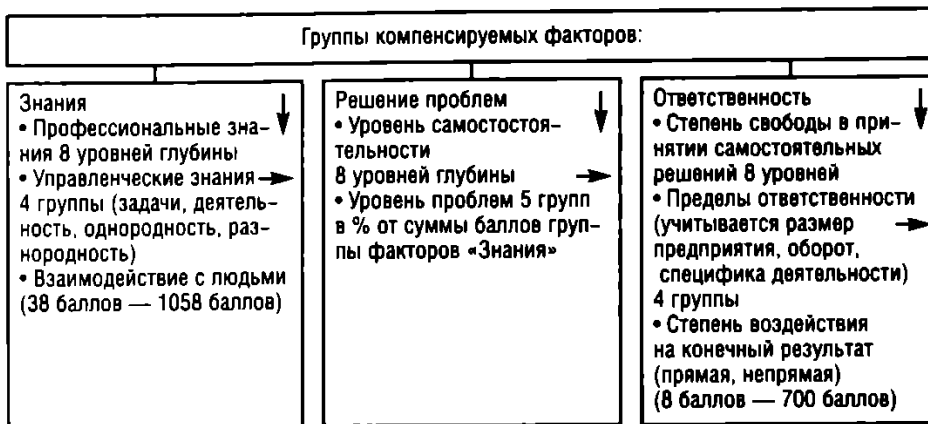 Группы компенсируемых факторов:
Знания
• Профессиональные зна-
ния 8 уровней глубины
• Управленческие знания
4 группы (задачи, деятель-
ность, однородность, раз-
нородность)
• Взаимодействие с людьми
(38 баллов — 1058 баллов)
Решение проблем
• Уровень самостостоя-
тельности
8 уровней глубины
• Уровень проблем 5 групп
в % от суммы баллов груп-
пы факторов «Знания»
Ответственность
• Степень свободы в при-
нятии самостоятельных
решений 8 уровней
• Пределы ответственности
(учитывается размер
предприятия, оборот,
специфика деятельности)
4 группы
• Степень воздействия
на конечный результат
(прямая, непрямая)
(8 баллов — 700 баллов)